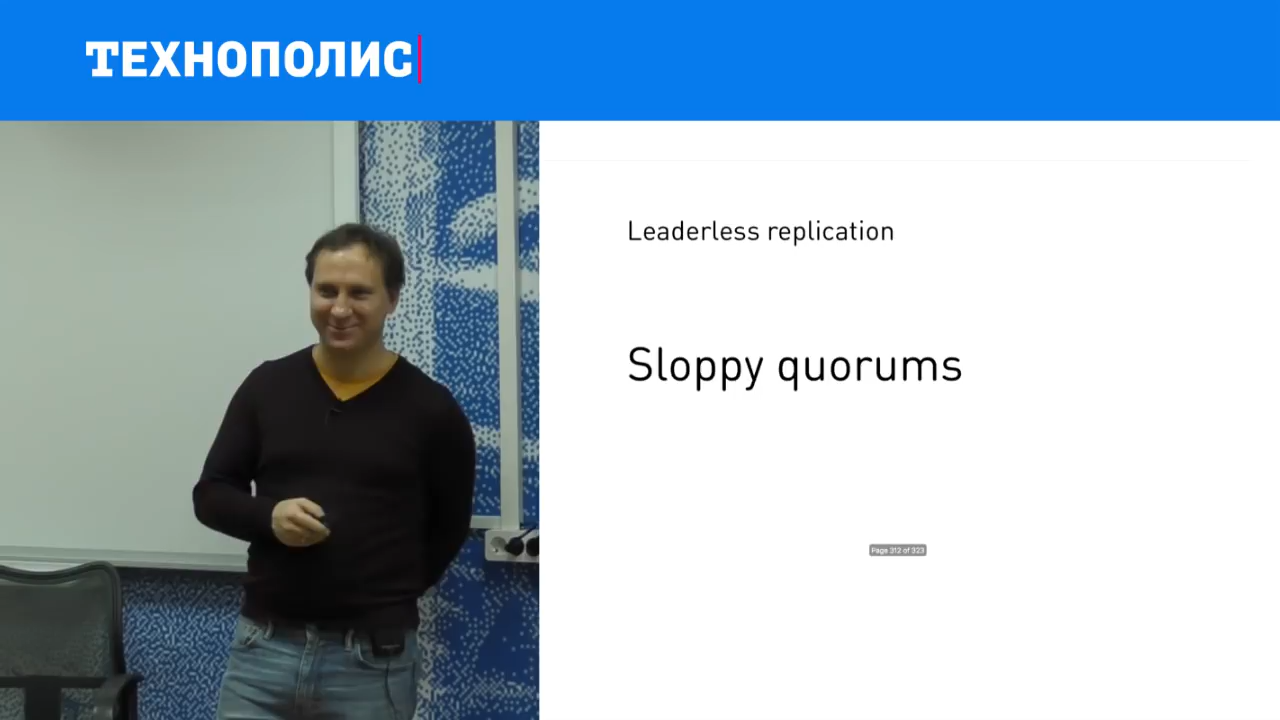 ТЕХНОПОЛИС
Leaderless replication
Sloppy quorums
Page 312 of 323